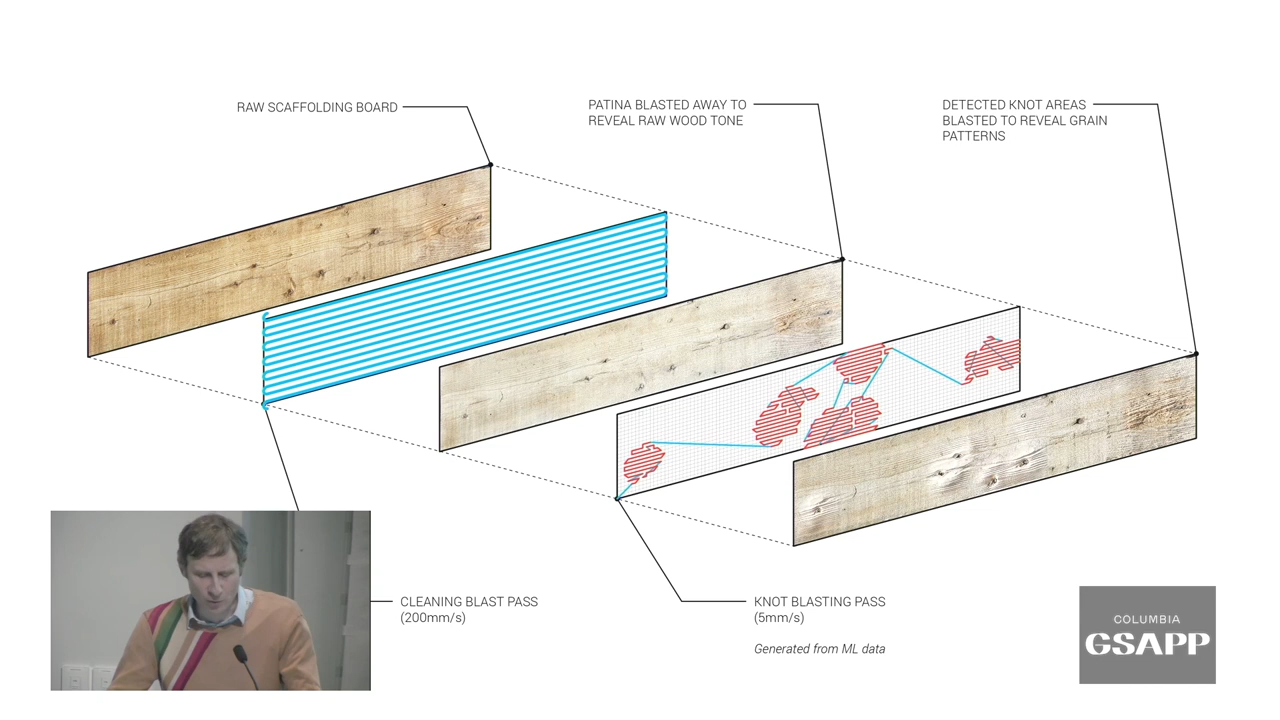 RAW SCAFFOLDING BOARD
PATINA BLASTED AWAY TO
REVEAL RAW WOOD TONE
DETECTED KNOT AREAS
BLASTED TO REVEAL GRAIN
PATTERNS
CLEANING BLAST PASS
(200mm/s)
KNOT BLASTING PASS
(5mm/s)
Generated from ML data
COLUMBIA
GSAPP